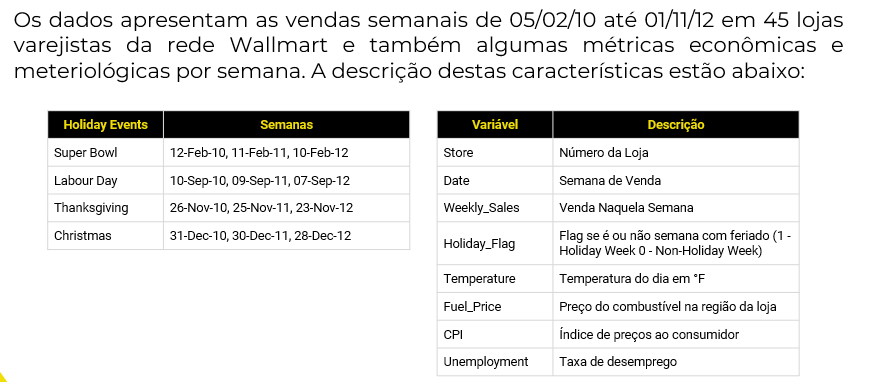 Os dados apresentam as vendas semanais de 05/02/10 até 01/11/12 em 45 lojas
varejistas da rede Wallmart e também algumas métricas econômicas e
meteriológicas por semana. A descrição destas características estão abaixo:
Holiday Events Semanas
Super Bowl 12-Feb-10, 11-Feb-11, 10-Feb-12
Labour Day 10-Sep-10, 09-Sep-11, 07-Sep-12
Thanksgiving 26-Nov-10, 25-Nov-11, 23-Nov-12
Christmas 31-Dec-10, 30-Dec-11, 28-Dec-12
Variável Descrição
Store Número da Loja
Date Semana de Venda
Weekly_Sales Venda Naquela Semana
Holiday_Flag Flag se é ou não semana com feriado (1 -
Holiday Week 0 - Non-Holiday Week)
Temperature Temperatura do dia em °F
Fuel_Price Preço do combustível na região da loja
CPI Índice de preços ao consumidor
Unemployment Taxa de desemprego